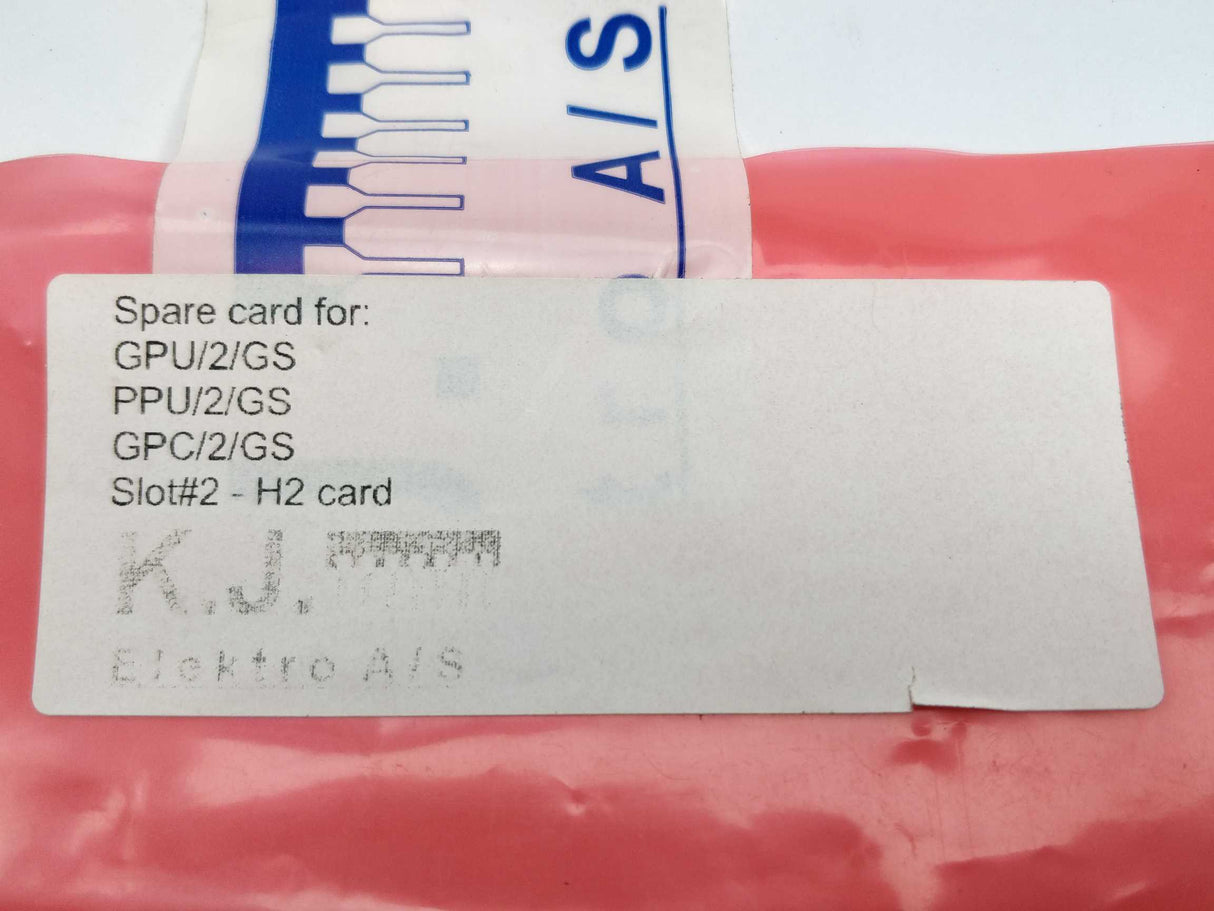 A/S
Spare card for:
GPU/2/GS
PPU/2/GS
GPC/2/GS
Slot#2 - H2 card
K.J.
Elektro A/S